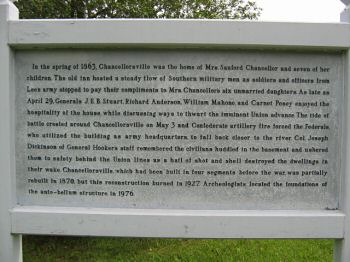 In the spring of 1863, Chancellorsville was the home of Mrs. Sanford Chancellor and seven of her
children. The old inn hosted a steady flow of Southern military men as soldiers and officers from
Lee's army stopped to pay their compliments to Mrs. Chancellor's six unmarried daughters. As late as
April 29, Generals J. E. B. Stuart, Richard Anderson, William Mahone, and Carnot Posey enjoyed the
hospitality of the house while discussing ways to thwart the imminent Union advance. The tide of
battle crested around Chancellorsville on May 3 and Confederate artillery fire forced the Federals,
who utilized the building as army headquarters, to fall back closer to the river. Col. Joseph
Dickinson of General Hooker's staff remembered the civilians huddled in the basement and ushered
them to safety behind the Union lines as a hail of shot and shell destroyed the dwellings in
their wake. Chancellorsville, which had been built in four segments before the war, was partially
rebuilt in 1870, but this reconstruction burned in 1927. Archeologists located the foundations of
the ante-bellum structure in 1976.